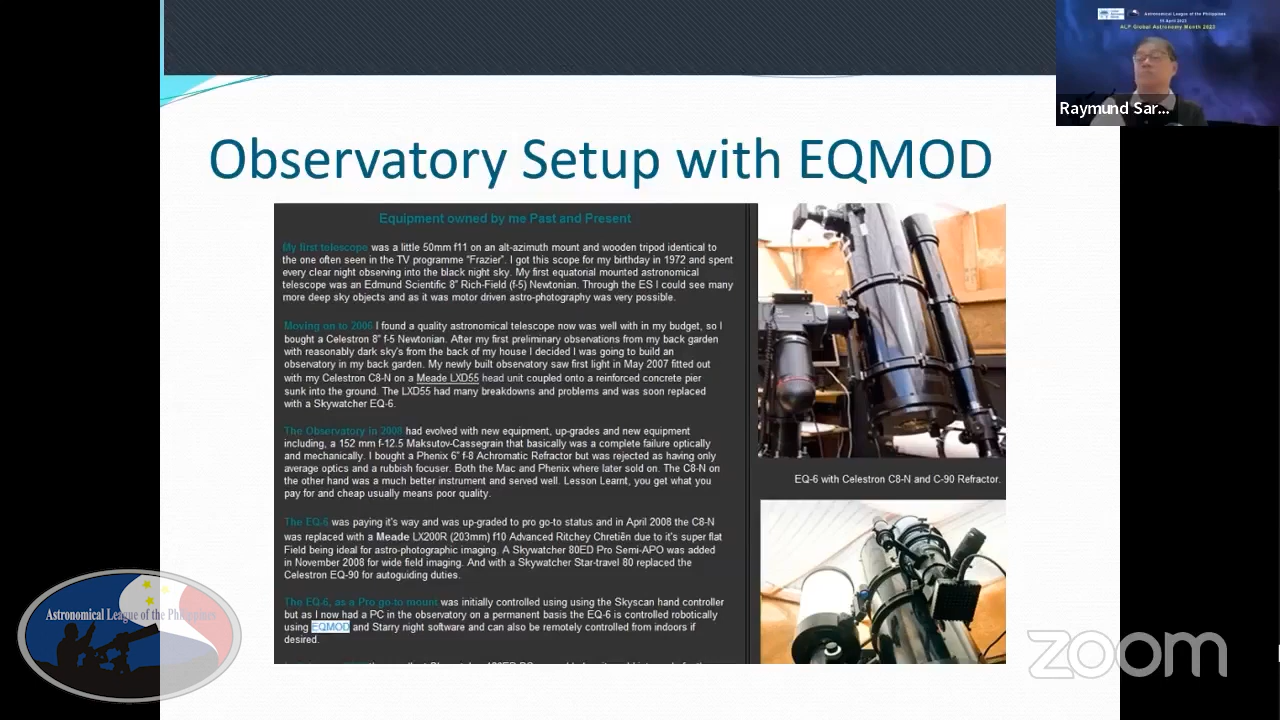 Astronomical League of the Philippines
ALP Global Astronomy Month 2023
Raymund Sar...
Observatory Setup with EQMOD
Equipment owned by me Past and Present
My first telescope was a little 50mm f11 on an alt-azimuth mount and wooden tripod identical to
the one often seen in the TV programme “Frazier”. I got this scope for my birthday in 1972 and spent
every clear night observing into the black night sky. My first equatorial mounted astronomical
telescope was an Edmund Scientific 8” Rich-Field (f-5) Newtonian. Through the ES I could see many
more deep sky objects and as it was motor driven astro-photography was very possible.
Moving on to 2006 I found a quality astronomical telescope now was well with in my budget, so I
bought a Celestron 8” f-5 Newtonian. After my first preliminary observations from my back garden
with reasonably dark sky's from the back of my house I decided I was going to build an
observatory in my back garden. My newly built observatory saw first light in May 2007 fitted out
with my Celestron C8-N on a Meade LXD55 head unit coupled onto a reinforced concrete pier
sunk into the ground. The LXD55 had many breakdowns and problems and was soon replaced
with a Skywatcher EQ-6.
The Observatory in 2008 had evolved with new equipment, up-grades and new equipment
including, a 152 mm f-12.5 Maksutov-Cassegrain that basically was a complete failure optically
and mechanically. I bought a Phenix 6” f-8 Achromatic Refractor but was rejected as having only
average optics and a rubbish focuser. Both the Mac and Phenix where later sold on. The C8-N on
the other hand was a much better instrument and served well. Lesson Learnt, you get what you
pay for and cheap usually means poor quality.
The EQ-6 was paying it's way and was up-graded to pro go-to status and in April 2008 the C8-N
was replaced with a Meade LX200R (203mm) f10 Advanced Ritchey Chretiên due to it's super flat
Field being ideal for astro-photographic imaging. A Skywatcher 80ED Pro Semi-APO was added
in November 2008 for wide field imaging. And with a Skywatcher Star-travel 80 replaced the
Celestron EQ-90 for autoguiding duties.
The EQ-6, as a Pro go-to mount was initially controlled using using the Skyscan hand controller
but as I now had a PC in the observatory on a permanent basis the EQ-6 is controlled robotically
using EQMOD and Starry night software and can also be remotely controlled from indoors if
desired.
EQ-6 with Celestron C8-N and C-90 Refractor.
Astronomical League of the Philippines
zoom